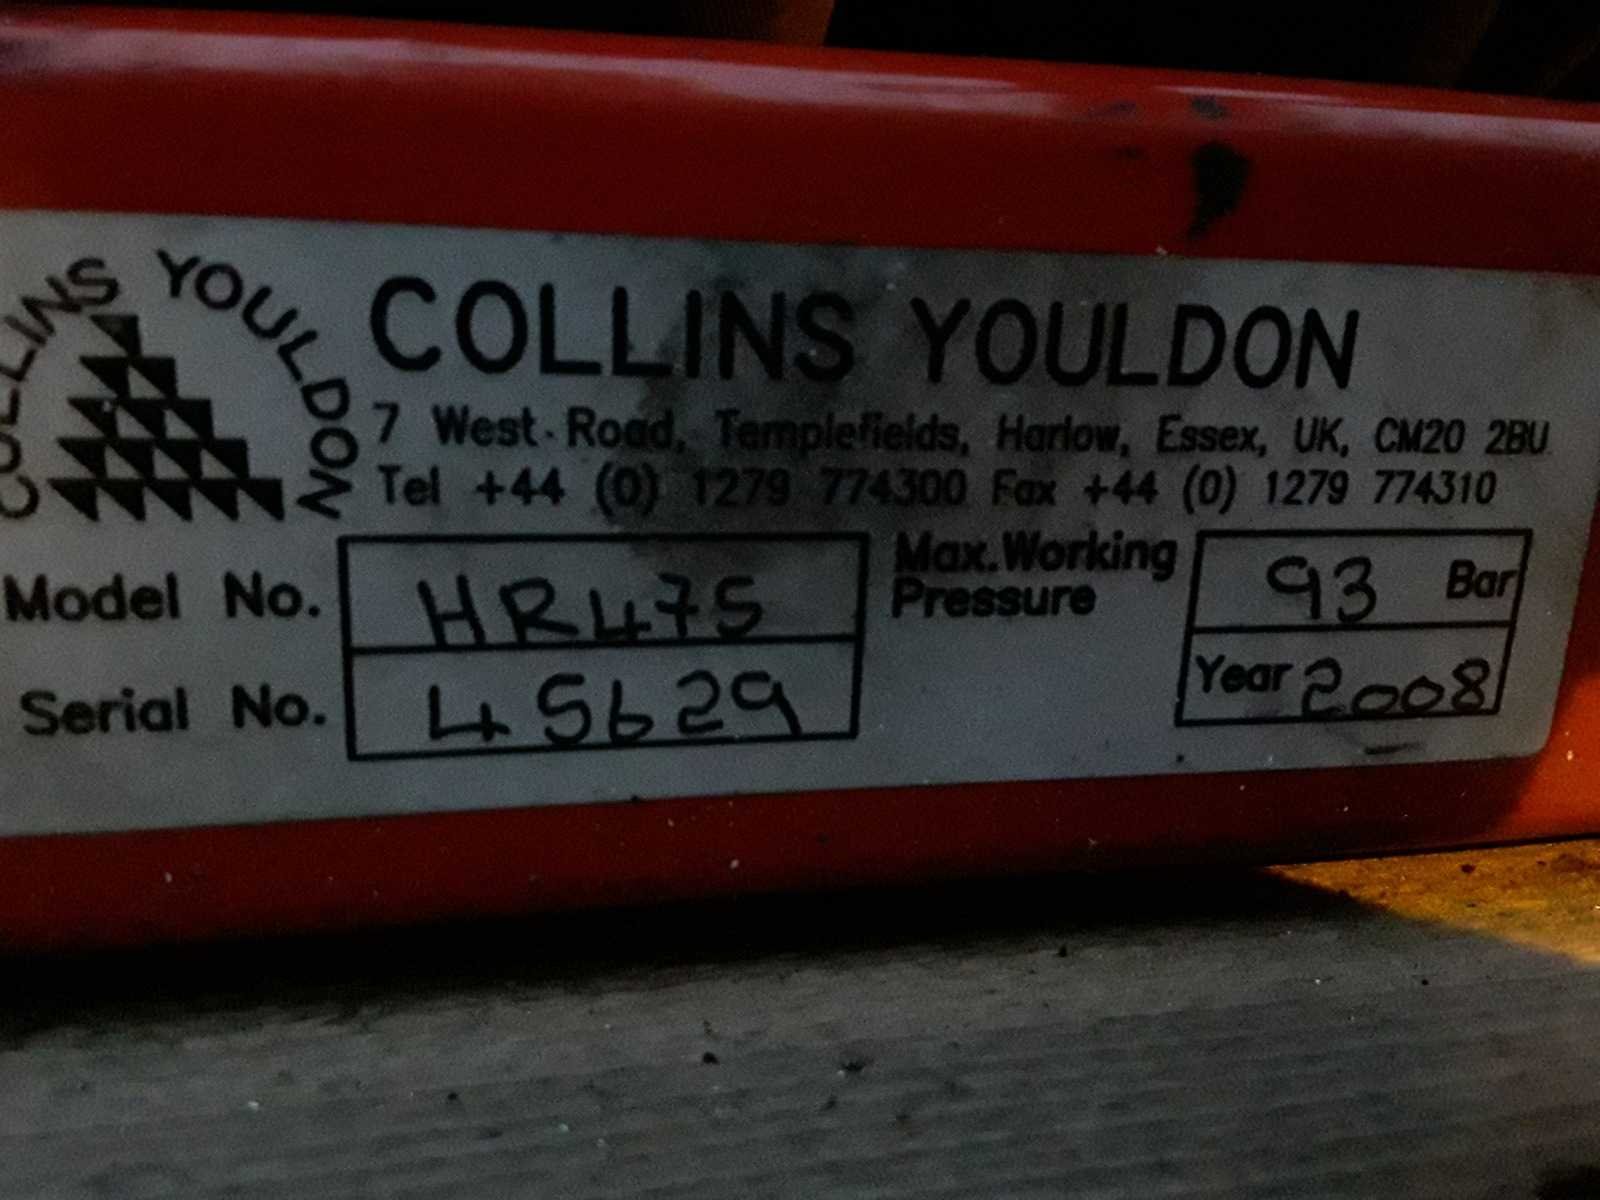 COLLINS YOULDON
COLLINS YOULDON
7 West Road, Templefields, Harlow, Essex, UK, CM20 2BU
Tel +44 (0) 1279 774300 Fax +44 (0) 1279 774310
Model No. HR475
Serial No. 45629
Max. Working
Pressure
93 Bar
Year 2008